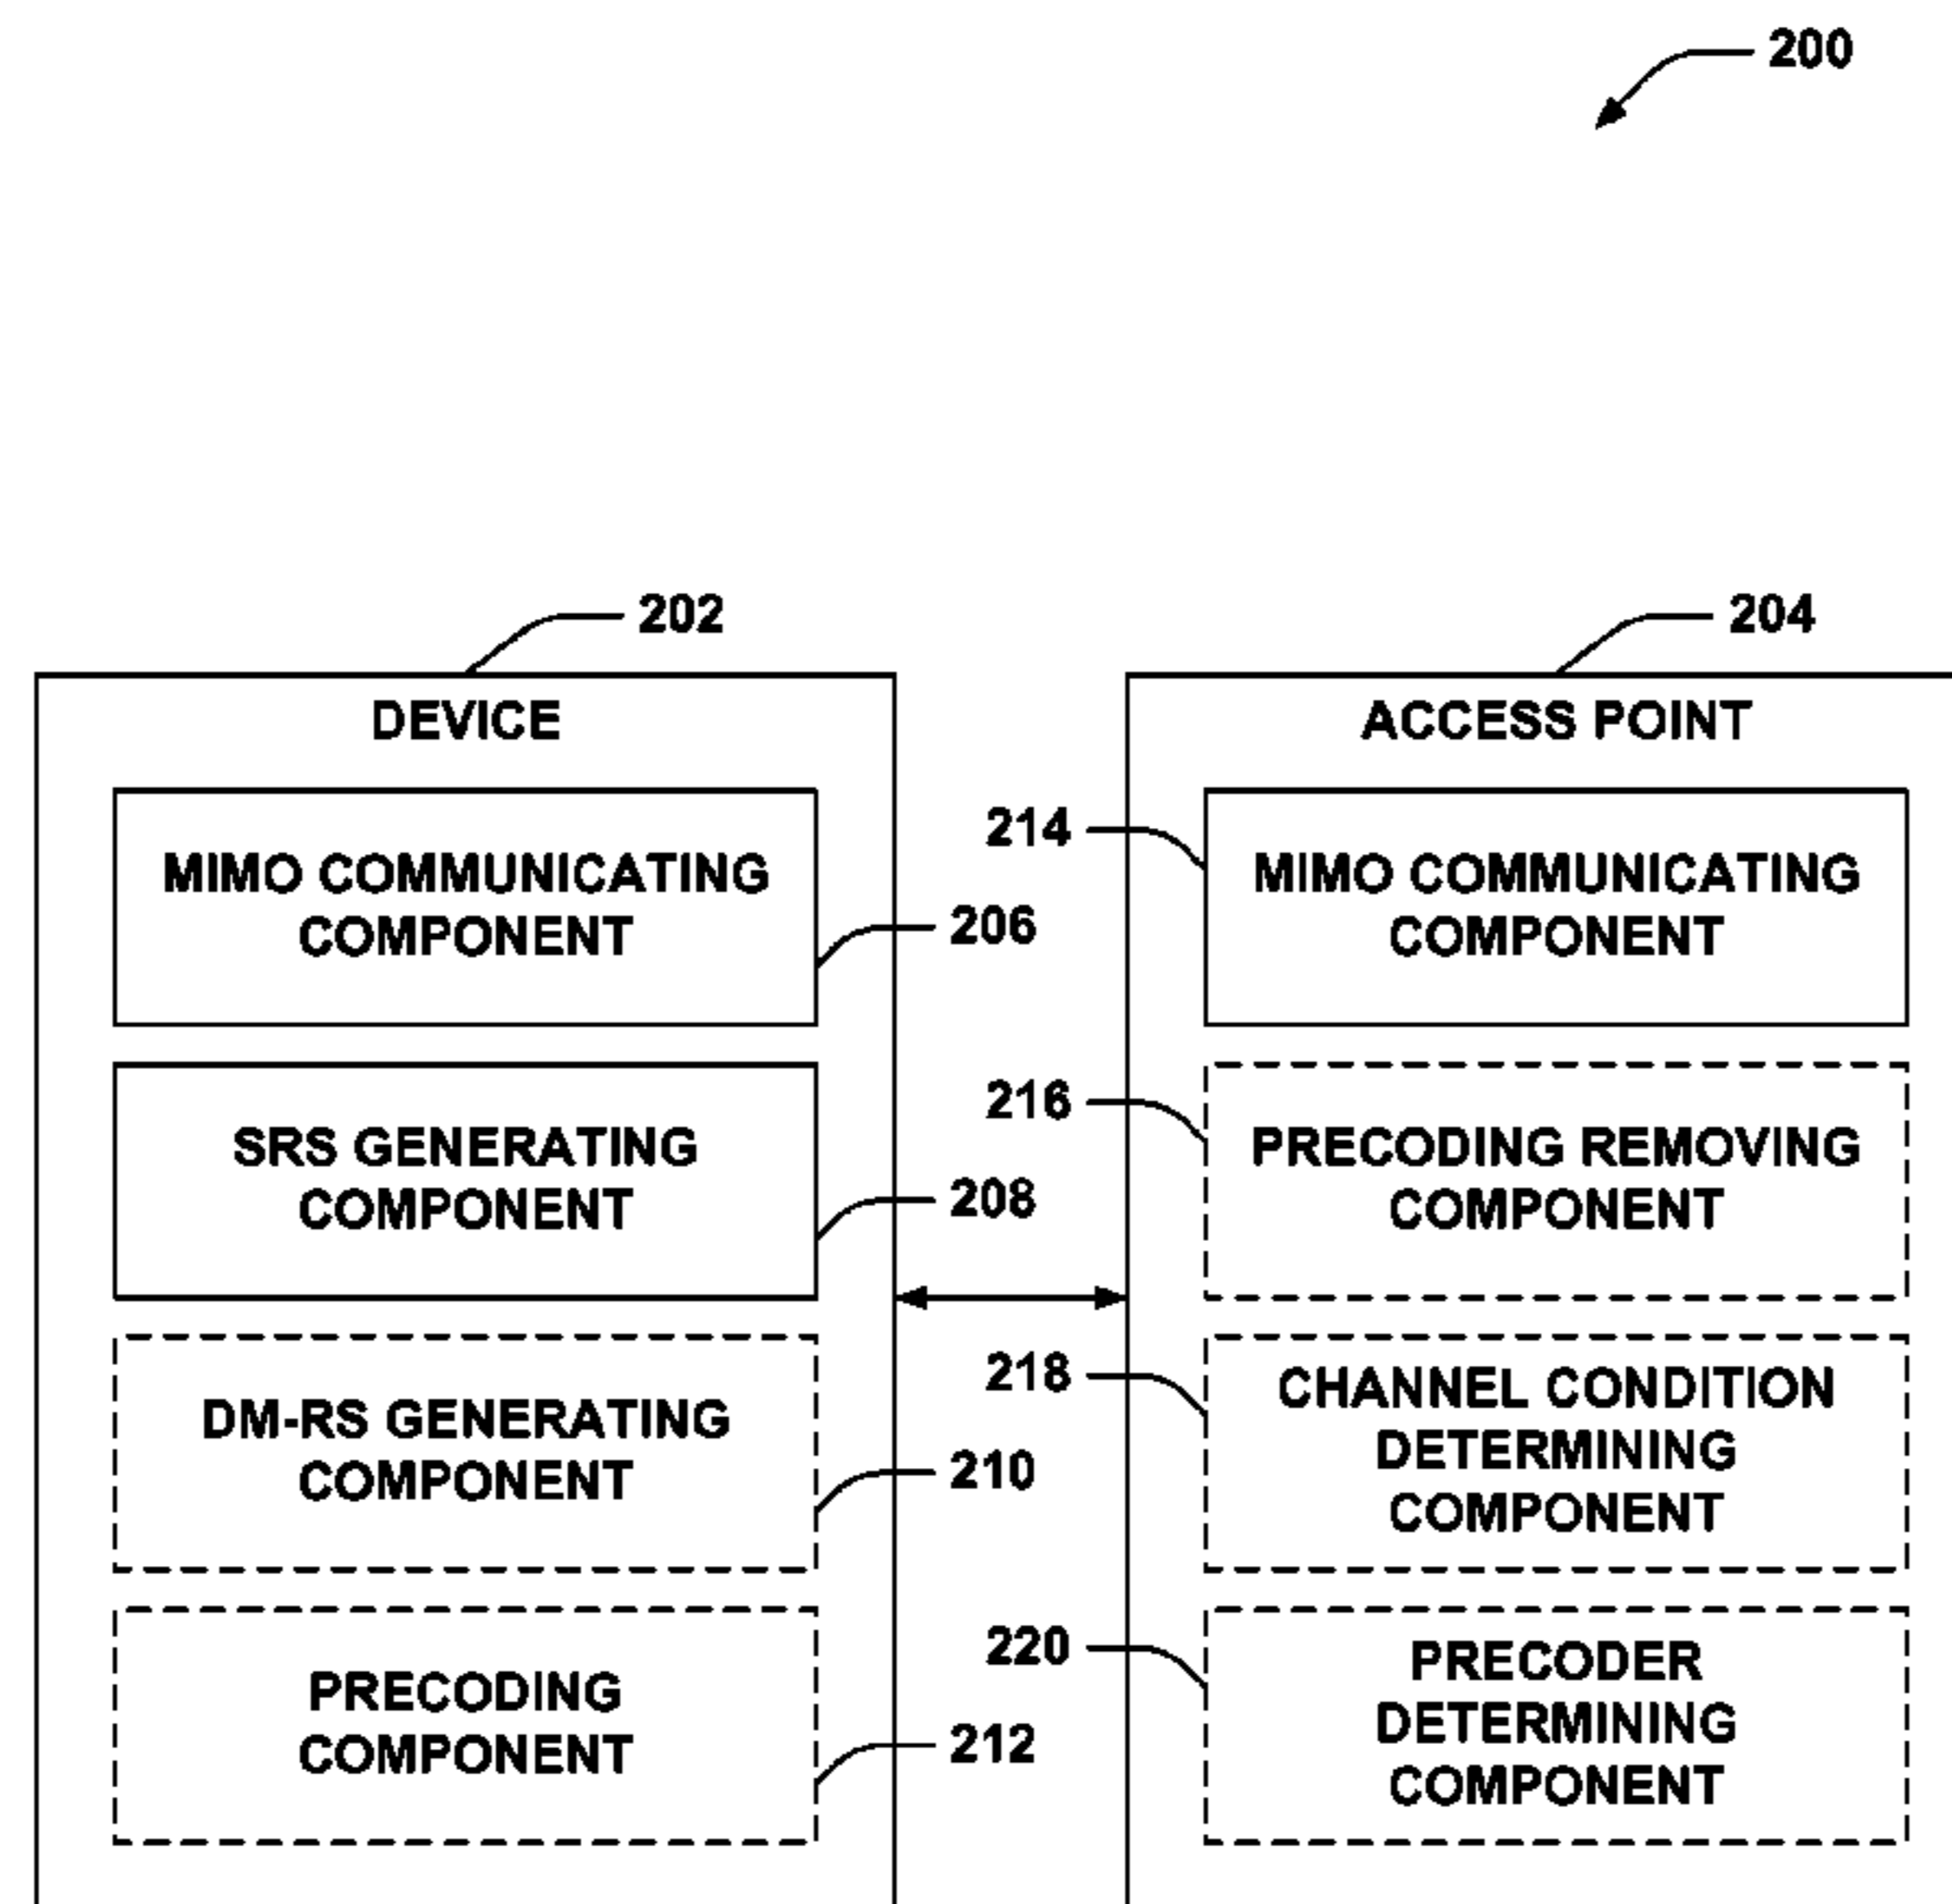 200
202
DEVICE
MIMO COMMUNICATING
COMPONENT
206
SRS GENERATING
COMPONENT
208
DM-RS GENERATING
COMPONENT
210
PRECODING
COMPONENT
212
204
ACCESS POINT
214
MIMO COMMUNICATING
COMPONENT
216
PRECODING REMOVING
COMPONENT
218
CHANNEL CONDITION
DETERMINING
COMPONENT
220
PRECODER
DETERMINING
COMPONENT